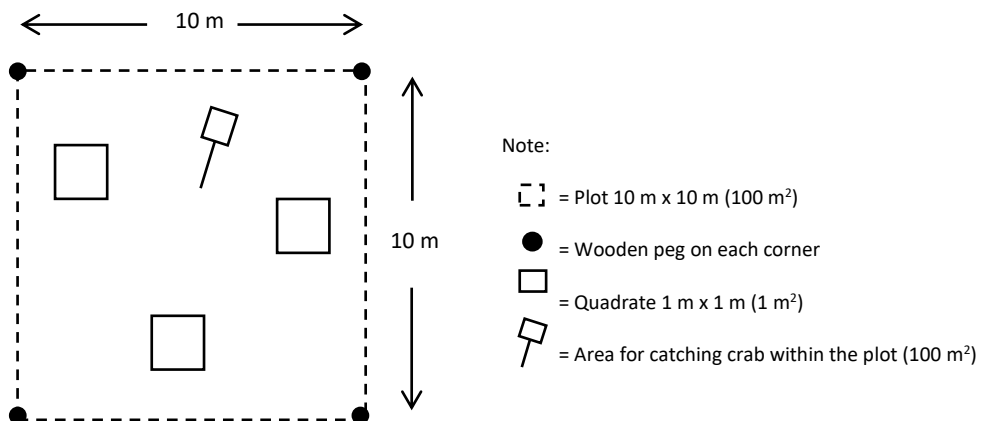 10 m
10 m
Note:
= Plot 10 m x 10 m (100 m²)
= Wooden peg on each corner
= Quadrate 1 m x 1 m (1 m²)
= Area for catching crab within the plot (100 m²)